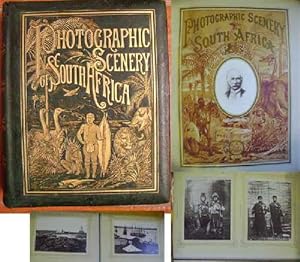 PHOTOGRAPHIC
SCENERY
OF SOUTH AFRICA
PHOTOGRAPHIC SCENERY
OF
SOUTH AFRICA